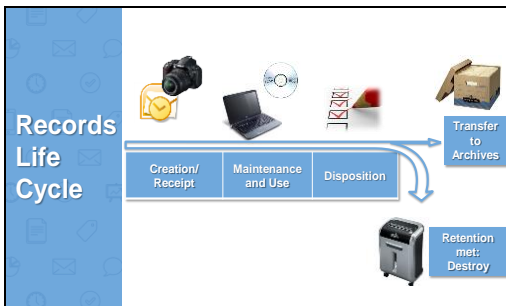 Records
Life
Cycle
Creation/
Receipt
Maintenance
and Use
Disposition
Transfer
to
Archives
Retention
met:
Destroy